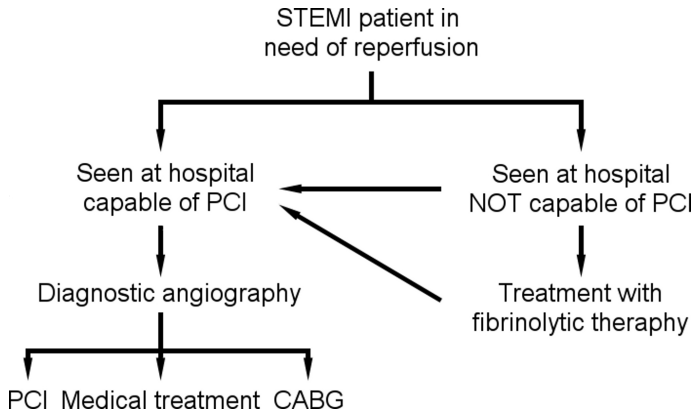 STEMI patient in
need of reperfusion
Seen at hospital
capable of PCI
Seen at hospital
NOT capable of PCI
Diagnostic angiography
Treatment with
fibrinolytic theraphy
PCI Medical treatment CABG